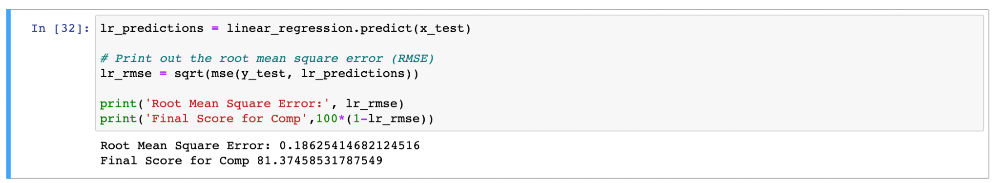 In [32]: lr_predictions = linear_regression.predict(x_test)
# Print out the root mean square error (RMSE)
lr_rmse = sqrt(mse(y_test, lr_predictions))
print('Root Mean Square Error:', lr_rmse)
print('Final Score for Comp',100*(1-lr_rmse))
Root Mean Square Error: 0.18625414682124516
Final Score for Comp 81.37458531787549